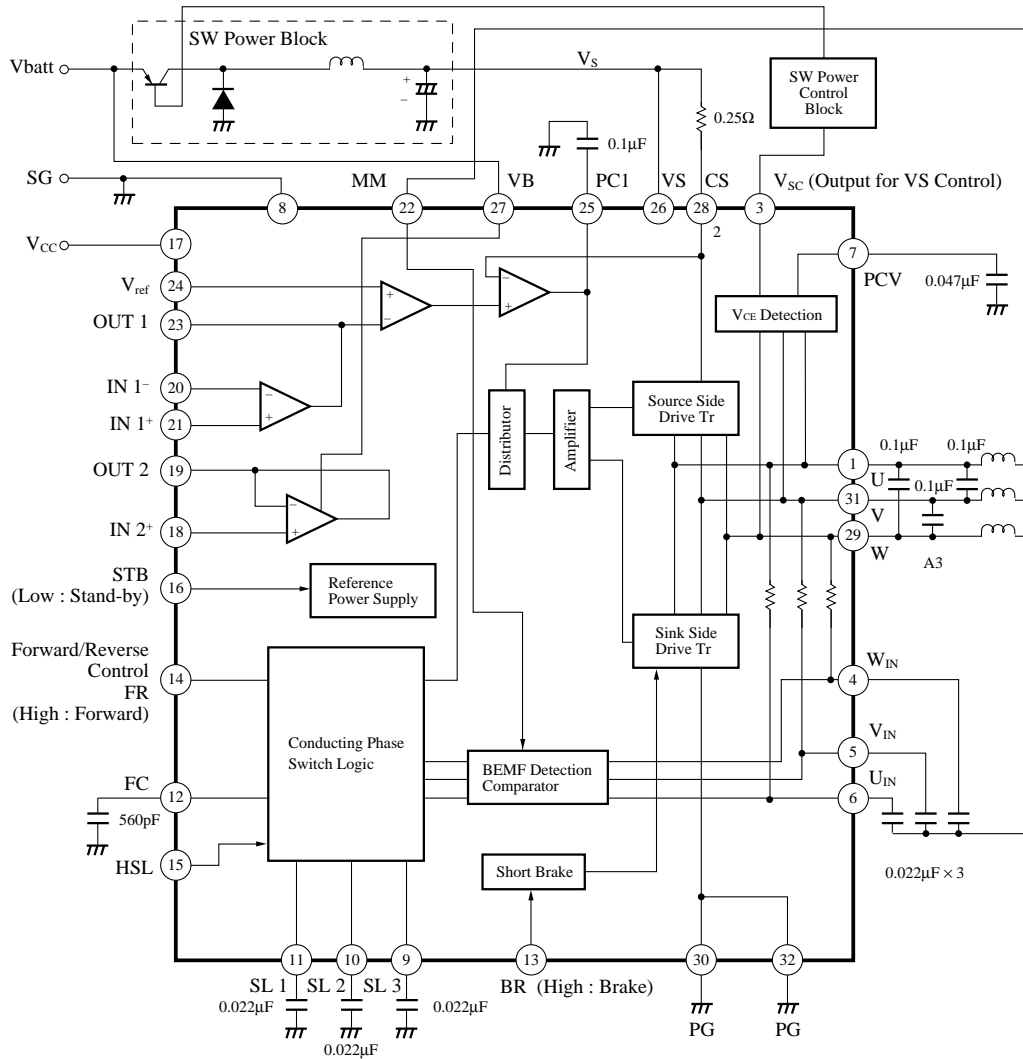 SW Power Block
Vbatt
+
−
VS
SW Power
Control
Block
0.25Ω
0.1µF
SG
MM
VB
PC1
VS
CS
VSC (Output for VS Control)
8
22
27
25
26
28
3
2
VCC
17
7
PCV
0.047µF
Vref
24
+
−
−
+
VCE Detection
OUT 1
23
IN 1−
20
−
+
IN 1+
21
Distributor
Amplifier
Source Side
Drive Tr
OUT 2
19
1
U
0.1µF
0.1µF
0.1µF
31
V
−
+
IN 2+
18
29
W
A3
STB
(Low : Stand-by)
16
Reference
Power Supply
Sink Side
Drive Tr
Forward/Reverse
Control
FR
(High : Forward)
14
4
WIN
Conducting Phase
Switch Logic
BEMF Detection
Comparator
5
VIN
FC
12
6
UIN
560pF
HSL
15
Short Brake
0.022µF × 3
11
10
9
13
30
32
SL 1
SL 2
SL 3
BR (High : Brake)
0.022µF
0.022µF
0.022µF
PG
PG